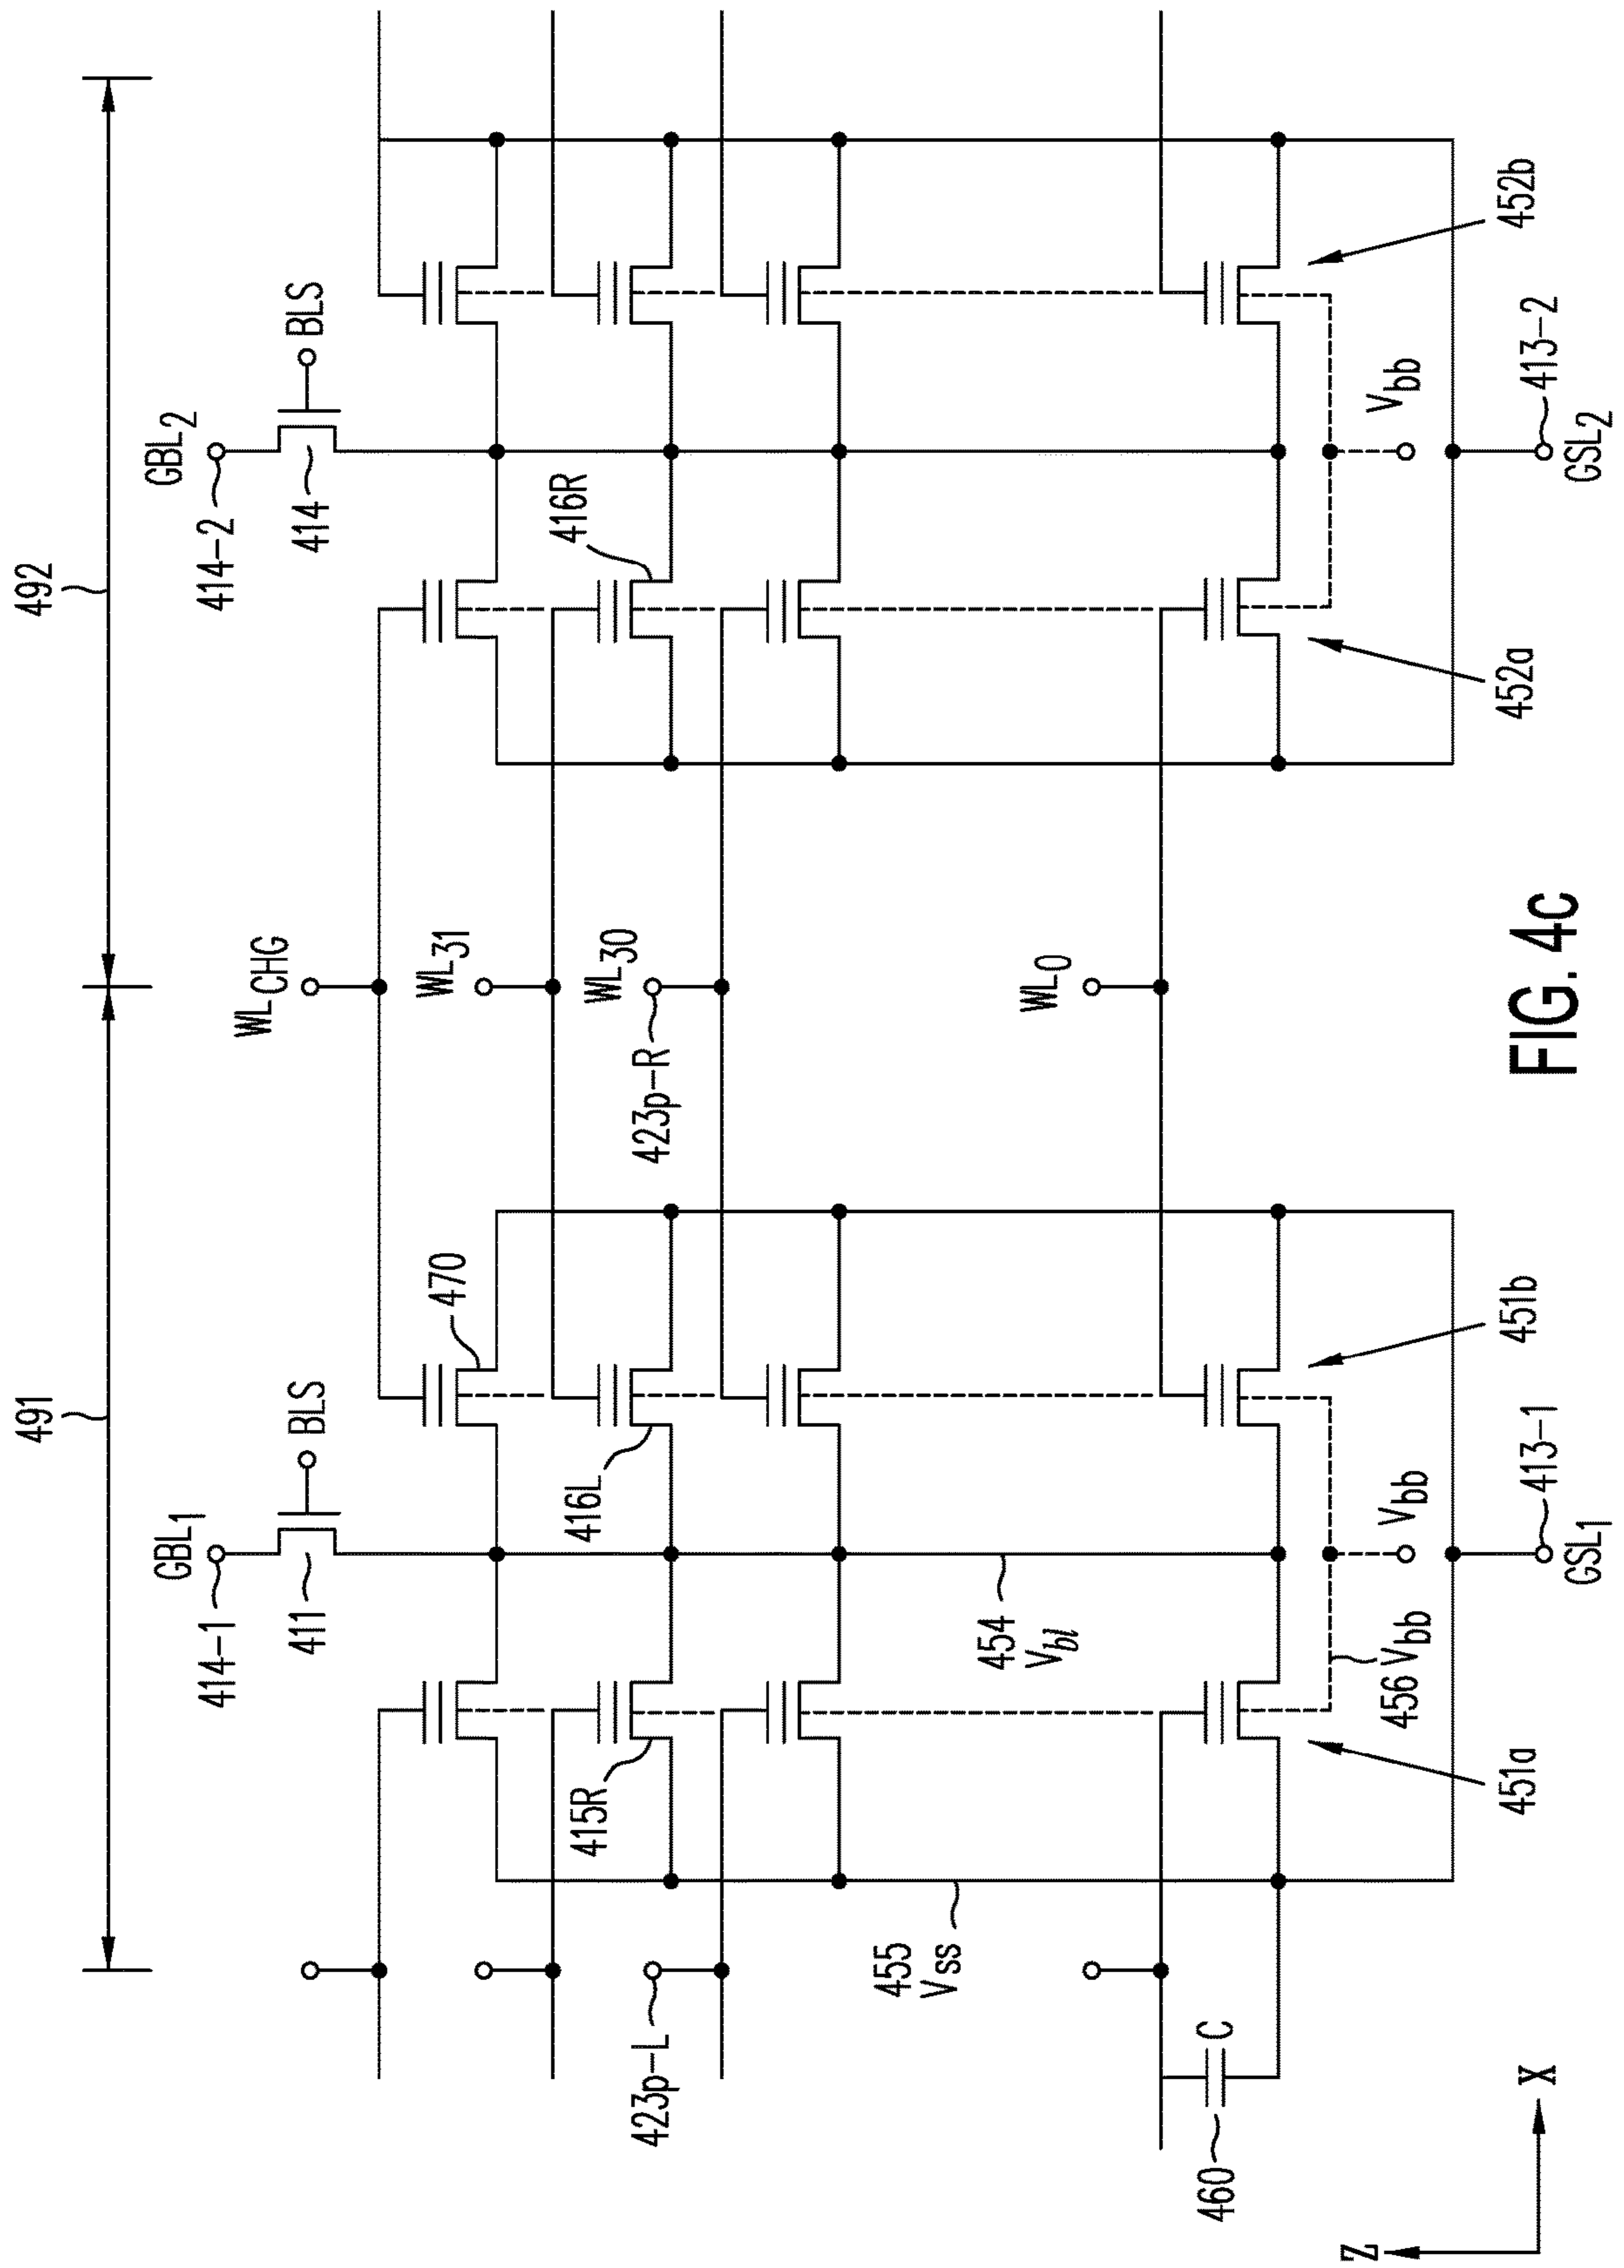 491
492
GBL1
414-1
411
BLS
GBL2
414-2
414
BLS
WLCHG
470
WL31
415R
416L
416R
WL30
423p-L
423p-R
454
Vbl
455
Vss
WL0
460
C
456 Vbb
Vbb
Vbb
451a
451b
452a
452b
413-1
GSL1
413-2
GSL2
Z
X
FIG. 4c